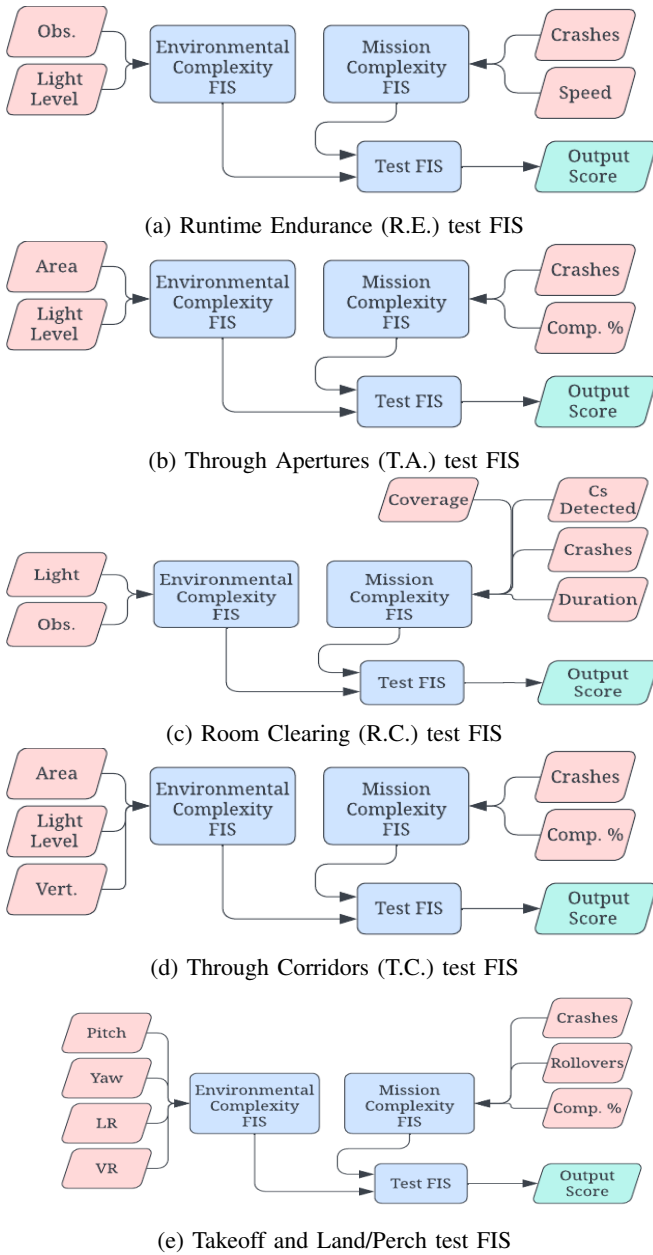 Obs.
Light
Level
Environmental
Complexity
FIS
Mission
Complexity
FIS
Crashes
Speed
Test FIS
Output
Score
(a) Runtime Endurance (R.E.) test FIS
Area
Light
Level
Environmental
Complexity
FIS
Mission
Complexity
FIS
Crashes
Comp. %
Test FIS
Output
Score
(b) Through Apertures (T.A.) test FIS
Coverage
Cs
Detected
Crashes
Duration
Light
Obs.
Environmental
Complexity
FIS
Mission
Complexity
FIS
Test FIS
Output
Score
(c) Room Clearing (R.C.) test FIS
Area
Light
Level
Vert.
Environmental
Complexity
FIS
Mission
Complexity
FIS
Crashes
Comp. %
Test FIS
Output
Score
(d) Through Corridors (T.C.) test FIS
Pitch
Yaw
LR
VR
Environmental
Complexity
FIS
Mission
Complexity
FIS
Crashes
Rollovers
Comp. %
Test FIS
Output
Score
(e) Takeoff and Land/Perch test FIS